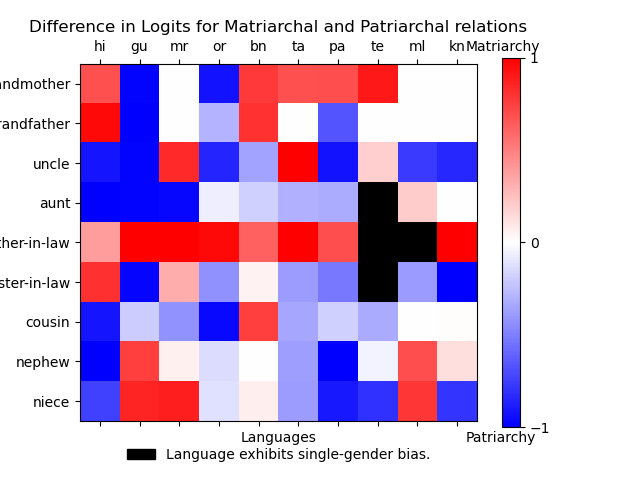 Difference in Logits for Matriarchal and Patriarchal relations
hi gu mr or bn ta pa te ml kn Matriarchy
ndmother
randfather
uncle
aunt
ther-in-law
ster-in-law
cousin
nephew
niece
1
0
−1
Languages
Patriarchy
Language exhibits single-gender bias.